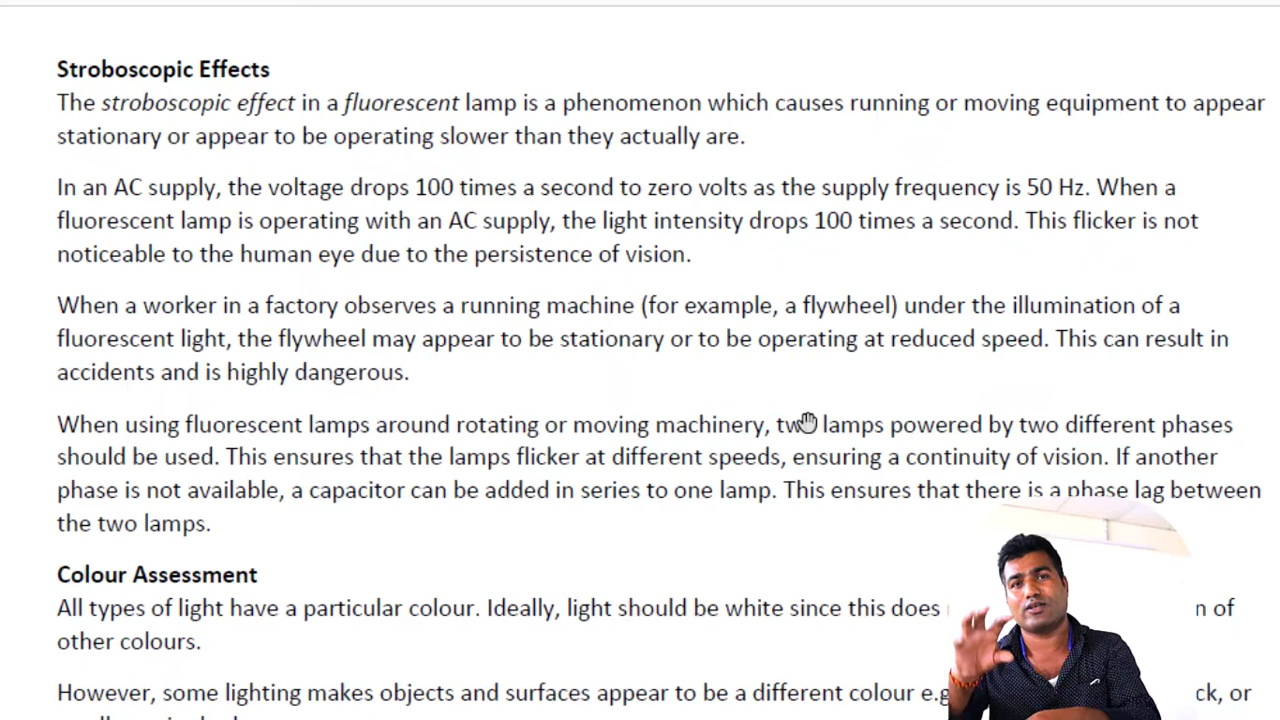 Stroboscopic Effects
The stroboscopic effect in a fluorescent lamp is a phenomenon which causes running or moving equipment to appear
stationary or appear to be operating slower than they actually are.
In an AC supply, the voltage drops 100 times a second to zero volts as the supply frequency is 50 Hz. When a
fluorescent lamp is operating with an AC supply, the light intensity drops 100 times a second. This flicker is not
noticeable to the human eye due to the persistence of vision.
When a worker in a factory observes a running machine (for example, a flywheel) under the illumination of a
fluorescent light, the flywheel may appear to be stationary or to be operating at reduced speed. This can result in
accidents and is highly dangerous.
When using fluorescent lamps around rotating or moving machinery, two lamps powered by two different phases
should be used. This ensures that the lamps flicker at different speeds, ensuring a continuity of vision. If another
phase is not available, a capacitor can be added in series to one lamp. This ensures that there is a phase lag between
the two lamps.
Colour Assessment
All types of light have a particular colour. Ideally, light should be white since this does of
other colours.
However, some lighting makes objects and surfaces appear to be a different colour e.g or